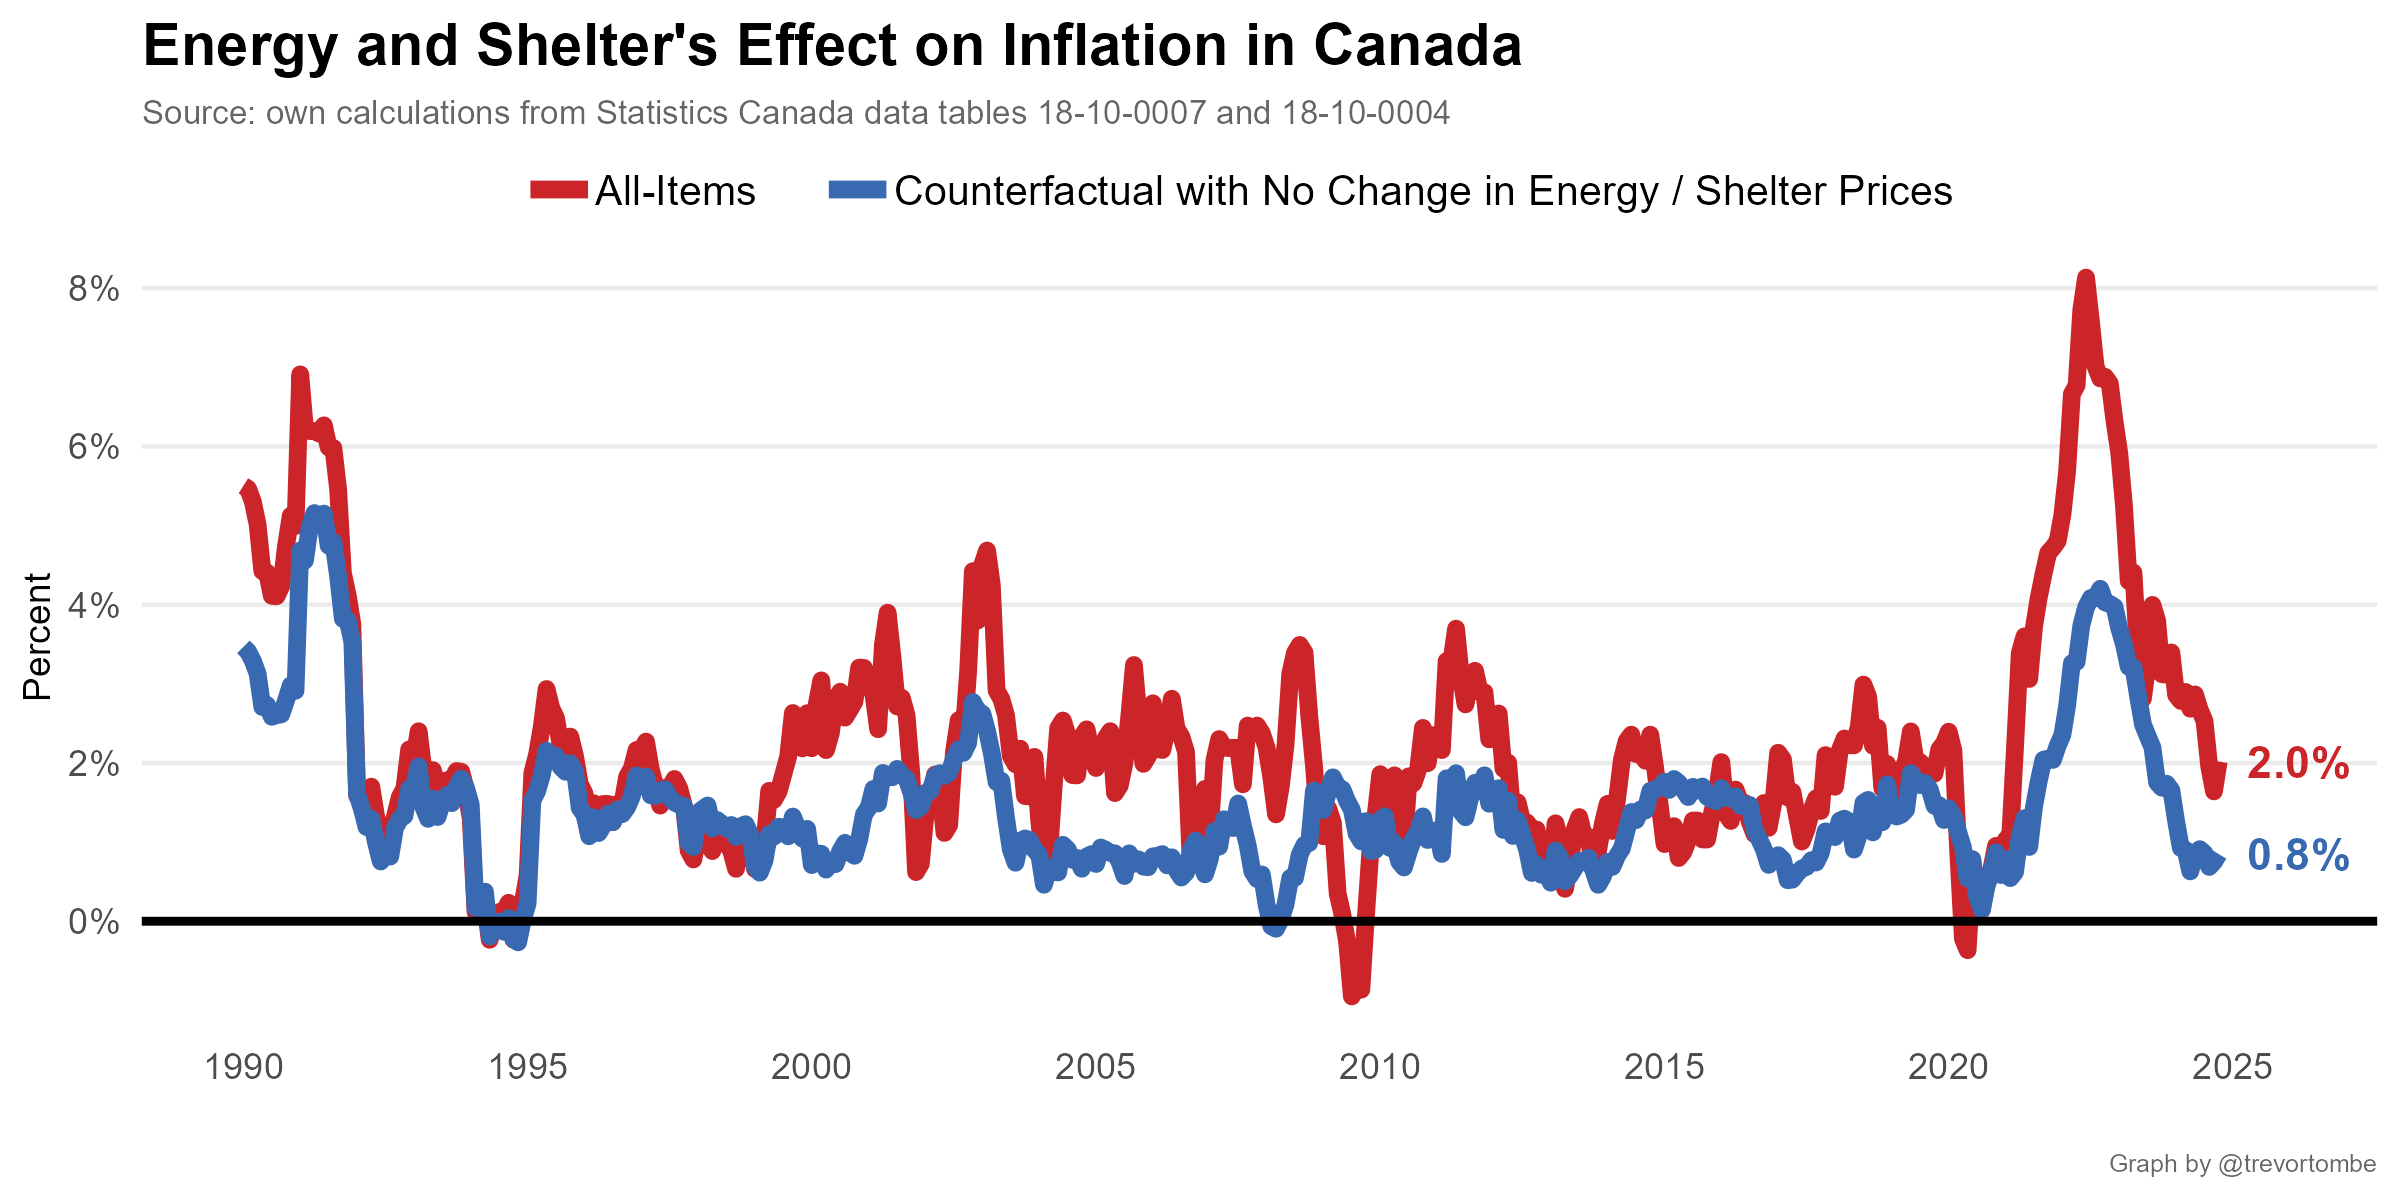 Energy and Shelter's Effect on Inflation in Canada
Source: own calculations from Statistics Canada data tables 18-10-0007 and 18-10-0004
All-Items
Counterfactual with No Change in Energy / Shelter Prices
Percent
8%
6%
4%
2%
0%
2.0%
0.8%
1990
1995
2000
2005
2010
2015
2020
2025
Graph by @trevortombe